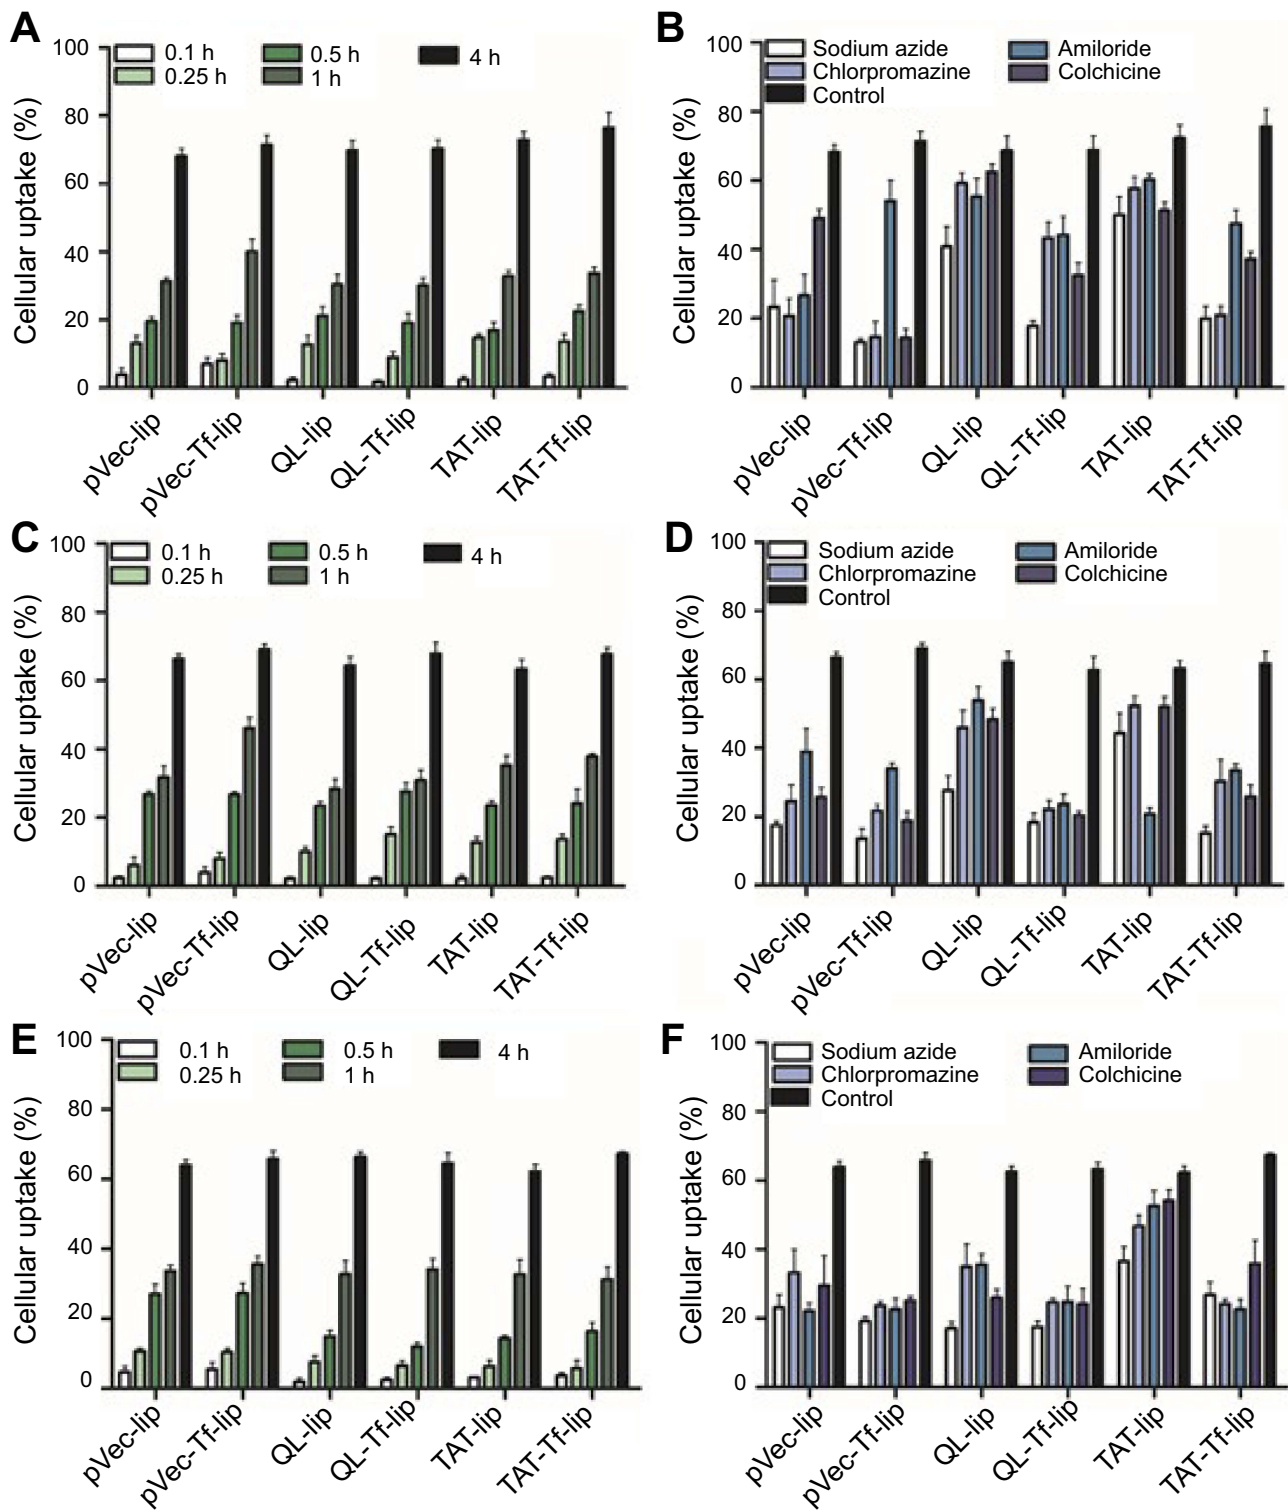 A
100
80
60
40
20
0
Cellular uptake (%)
0.1 h
0.25 h
0.5 h
1 h
4 h
pVec-lip
pVec-Tf-lip
QL-lip
QL-Tf-lip
TAT-lip
TAT-Tf-lip
B
100
80
60
40
20
0
Cellular uptake (%)
Sodium azide
Chlorpromazine
Control
Amiloride
Colchicine
pVec-lip
pVec-Tf-lip
QL-lip
QL-Tf-lip
TAT-lip
TAT-Tf-lip
C
100
80
60
40
20
0
Cellular uptake (%)
0.1 h
0.25 h
0.5 h
1 h
4 h
pVec-lip
pVec-Tf-lip
QL-lip
QL-Tf-lip
TAT-lip
TAT-Tf-lip
D
100
80
60
40
20
0
Cellular uptake (%)
Sodium azide
Chlorpromazine
Control
Amiloride
Colchicine
pVec-lip
pVec-Tf-lip
QL-lip
QL-Tf-lip
TAT-lip
TAT-Tf-lip
E
100
80
60
40
20
0
Cellular uptake (%)
0.1 h
0.25 h
0.5 h
1 h
4 h
pVec-lip
pVec-Tf-lip
QL-lip
QL-Tf-lip
TAT-lip
TAT-Tf-lip
F
100
80
60
40
20
0
Cellular uptake (%)
Sodium azide
Chlorpromazine
Control
Amiloride
Colchicine
pVec-lip
pVec-Tf-lip
QL-lip
QL-Tf-lip
TAT-lip
TAT-Tf-lip